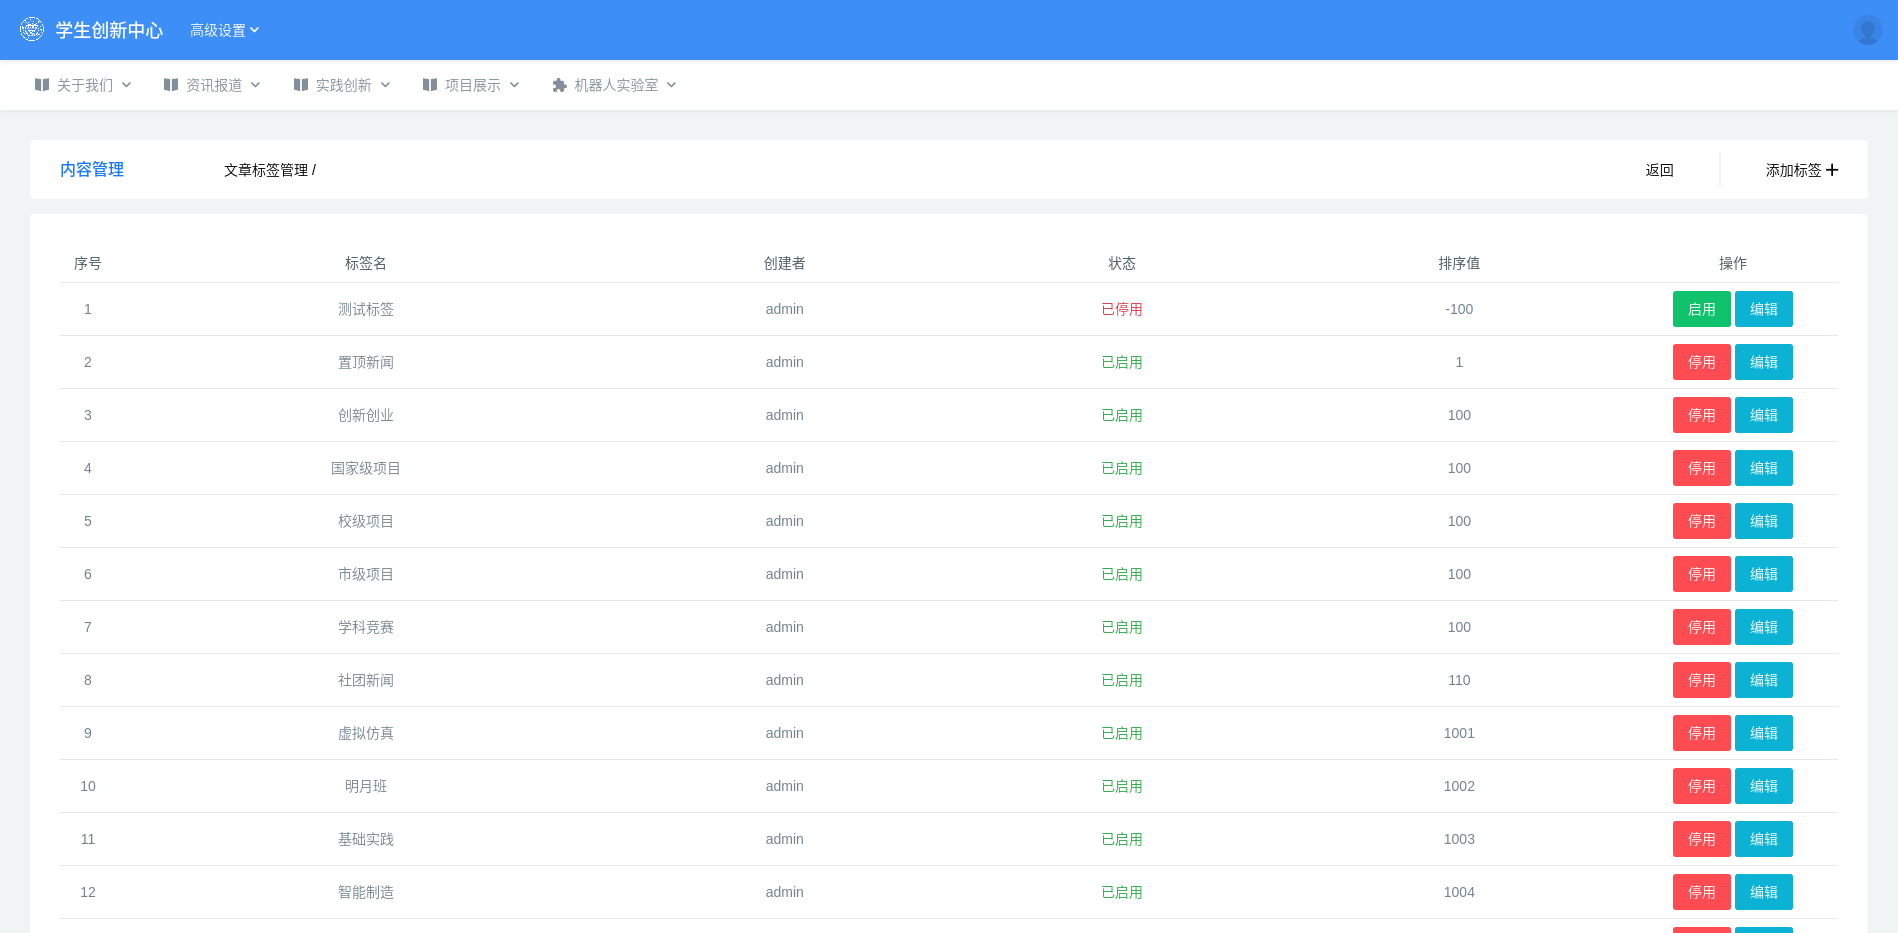 学生创新中心 高级设置
关于我们 资讯报道 实践创新 项目展示 机器人实验室
内容管理 文章标签管理 / 返回 添加标签
序号 标签名 创建者 状态 排序值 操作
1 测试标签 admin 已停用 -100 启用 编辑
2 置顶新闻 admin 已启用 1 停用 编辑
3 创新创业 admin 已启用 100 停用 编辑
4 国家级项目 admin 已启用 100 停用 编辑
5 校级项目 admin 已启用 100 停用 编辑
6 市级项目 admin 已启用 100 停用 编辑
7 学科竞赛 admin 已启用 100 停用 编辑
8 社团新闻 admin 已启用 110 停用 编辑
9 虚拟仿真 admin 已启用 1001 停用 编辑
10 明月班 admin 已启用 1002 停用 编辑
11 基础实践 admin 已启用 1003 停用 编辑
12 智能制造 admin 已启用 1004 停用 编辑